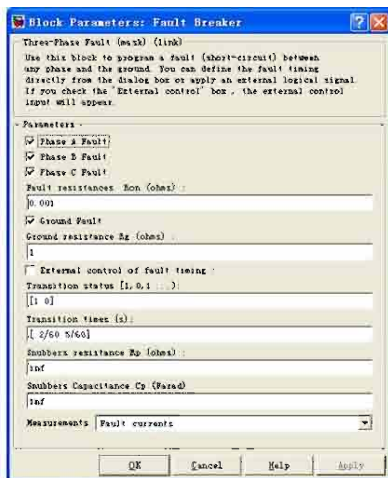 Block Parameters: Fault Breaker
Three-Phase Fault (mask) (link)
Use this block to program a fault (short-circuit) between
any phase and the ground. You can define the fault timing
directly from the dialog box or apply an external logical signal.
If you check the 'External control' box , the external control
input will appear.
Parameters
Phase A Fault
Phase B Fault
Phase C Fault
Fault resistances Ron (ohms) :
0.001
Ground Fault
Ground resistance Rg (ohms) :
1
External control of fault timing :
Transition status [1,0,1 ...):
[1 0]
Transition times (s):
[ 2/60 5/60]
Snubbers resistance Rp (ohms) :
inf
Snubbers Capacitance Cp (Farad)
inf
Measurements Fault currents
OK Cancel Help Apply